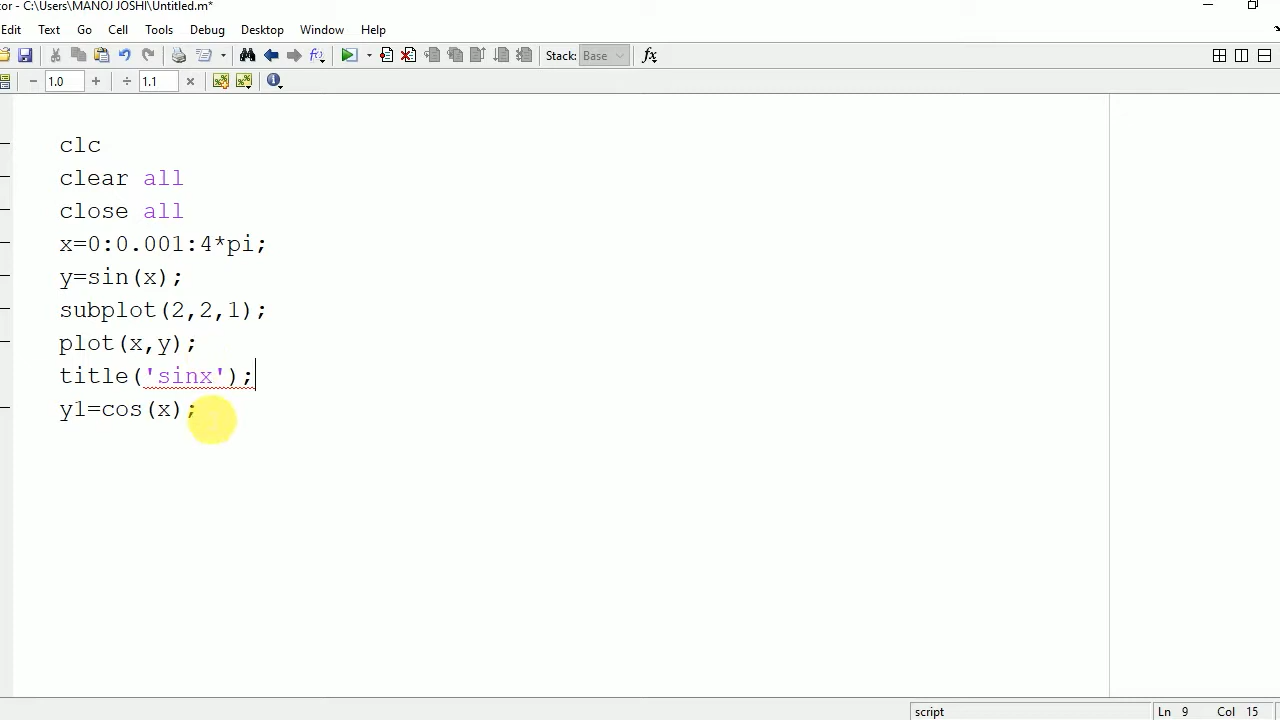 tor - C:\Users\MANOJ JOSHI\Untitled.m*
Edit Text Go Cell Tools Debug Desktop Window Help
Stack: Base fx
− 1.0 + ÷ 1.1 ×
clc
clear all
close all
x=0:0.001:4*pi;
y=sin(x);
subplot(2,2,1);
plot(x,y);
title('sinx');
y1=cos(x);
script Ln 9 Col 15